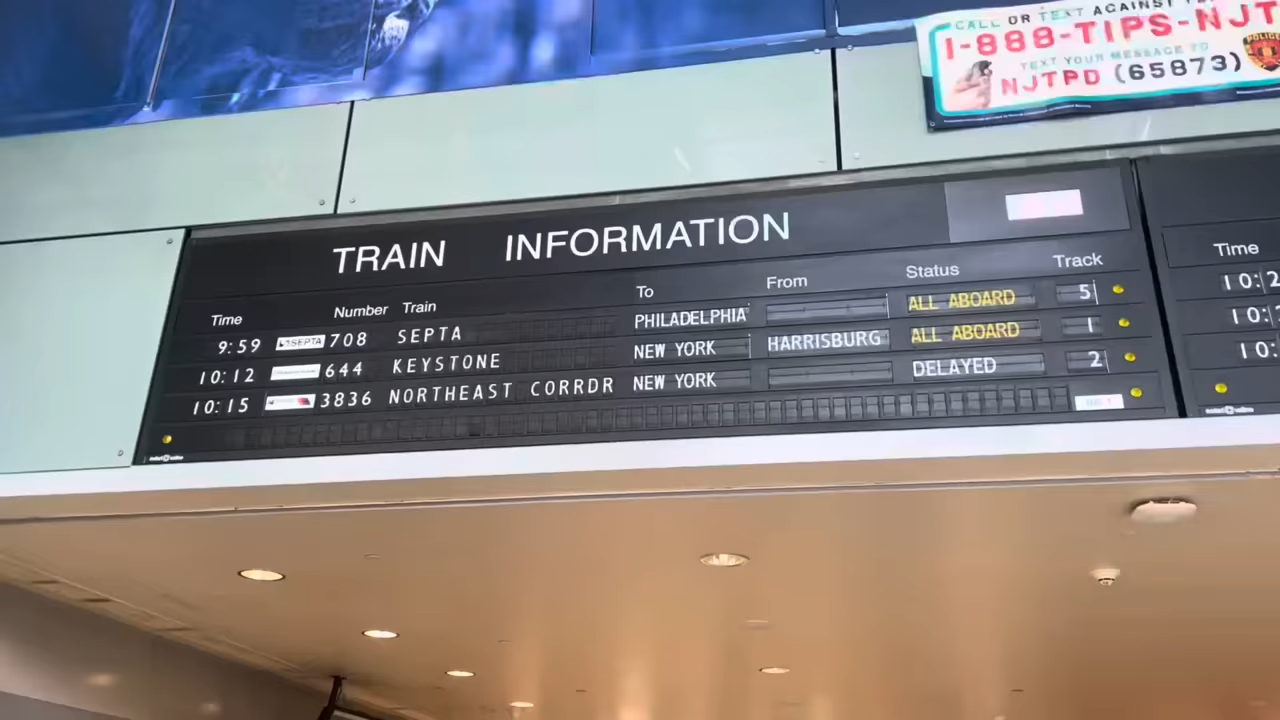 CALL OR TEXT AGAINST
1-888-TIPS-NJT
TEXT YOUR MESSAGE TO
NJTPD (65873)
POLICE
TRAIN INFORMATION
Time Number Train To From Status Track
9:59 SEPTA 708 SEPTA PHILADELPHIA ALL ABOARD 5
10:12 644 KEYSTONE NEW YORK HARRISBURG ALL ABOARD 1
10:15 3836 NORTHEAST CORRDR NEW YORK DELAYED 2
Time
10:2
10:
10: